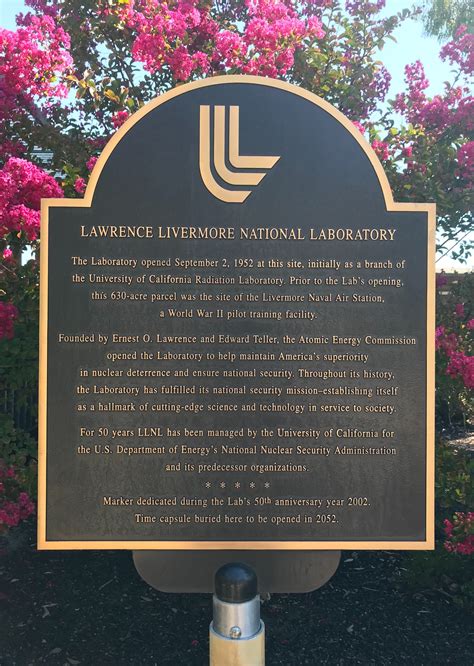 LAWRENCE LIVERMORE NATIONAL LABORATORY
The Laboratory opened September 2, 1952 at this site, initially as a branch of
the University of California Radiation Laboratory. Prior to the Lab's opening,
this 630-acre parcel was the site of the Livermore Naval Air Station,
a World War II pilot training facility.
Founded by Ernest O. Lawrence and Edward Teller, the Atomic Energy Commission
opened the Laboratory to help maintain America's superiority
in nuclear deterrence and ensure national security. Throughout its history,
the Laboratory has fulfilled its national security mission–establishing itself
as a hallmark of cutting-edge science and technology in service to society.
For 50 years LLNL has been managed by the University of California for
the U.S. Department of Energy's National Nuclear Security Administration
and its predecessor organizations.
* * * * *
Marker dedicated during the Lab's 50th anniversary year 2002.
Time capsule buried here to be opened in 2052.